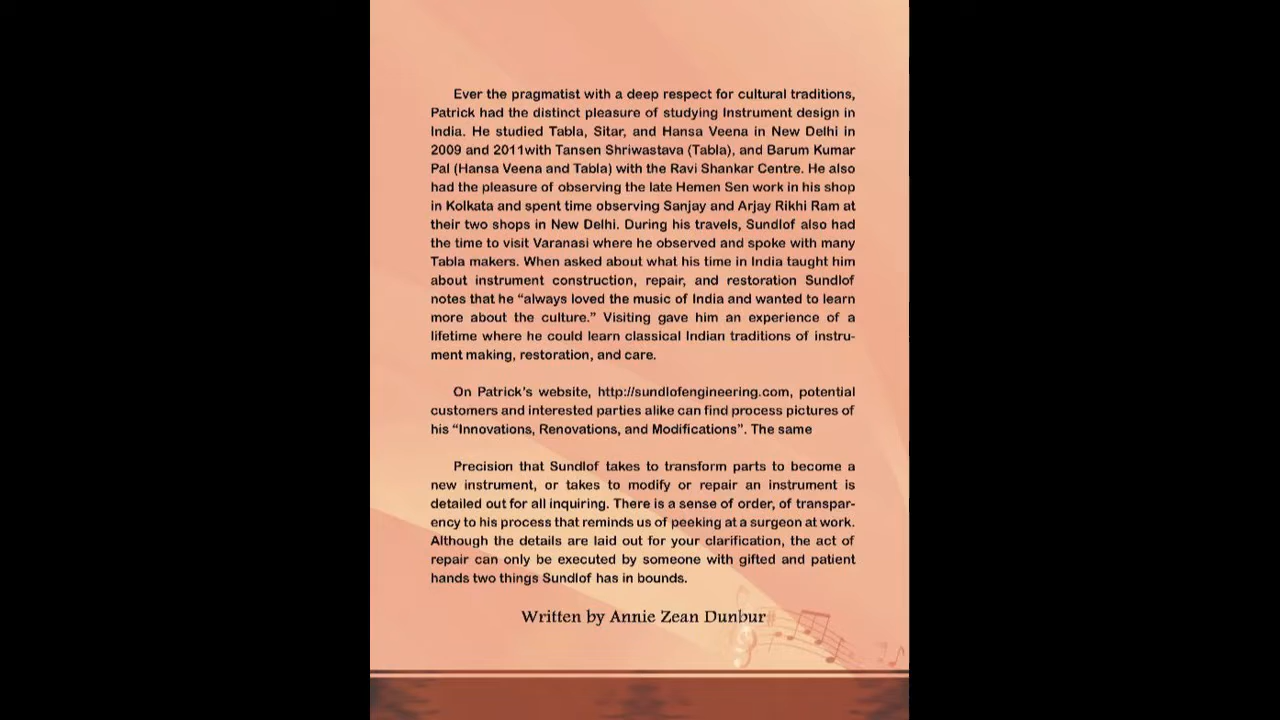 Ever the pragmatist with a deep respect for cultural traditions,
Patrick had the distinct pleasure of studying Instrument design in
India. He studied Tabla, Sitar, and Hansa Veena in New Delhi in
2009 and 2011with Tansen Shriwastava (Tabla), and Barum Kumar
Pal (Hansa Veena and Tabla) with the Ravi Shankar Centre. He also
had the pleasure of observing the late Hemen Sen work in his shop
in Kolkata and spent time observing Sanjay and Arjay Rikhi Ram at
their two shops in New Delhi. During his travels, Sundlof also had
the time to visit Varanasi where he observed and spoke with many
Tabla makers. When asked about what his time in India taught him
about instrument construction, repair, and restoration Sundlof
notes that he “always loved the music of India and wanted to learn
more about the culture.” Visiting gave him an experience of a
lifetime where he could learn classical Indian traditions of instru-
ment making, restoration, and care.
On Patrick’s website, http://sundlofengineering.com, potential
customers and interested parties alike can find process pictures of
his “Innovations, Renovations, and Modifications”. The same
Precision that Sundlof takes to transform parts to become a
new instrument, or takes to modify or repair an instrument is
detailed out for all inquiring. There is a sense of order, of transpar-
ency to his process that reminds us of peeking at a surgeon at work.
Although the details are laid out for your clarification, the act of
repair can only be executed by someone with gifted and patient
hands two things Sundlof has in bounds.
Written by Annie Zean Dunbur